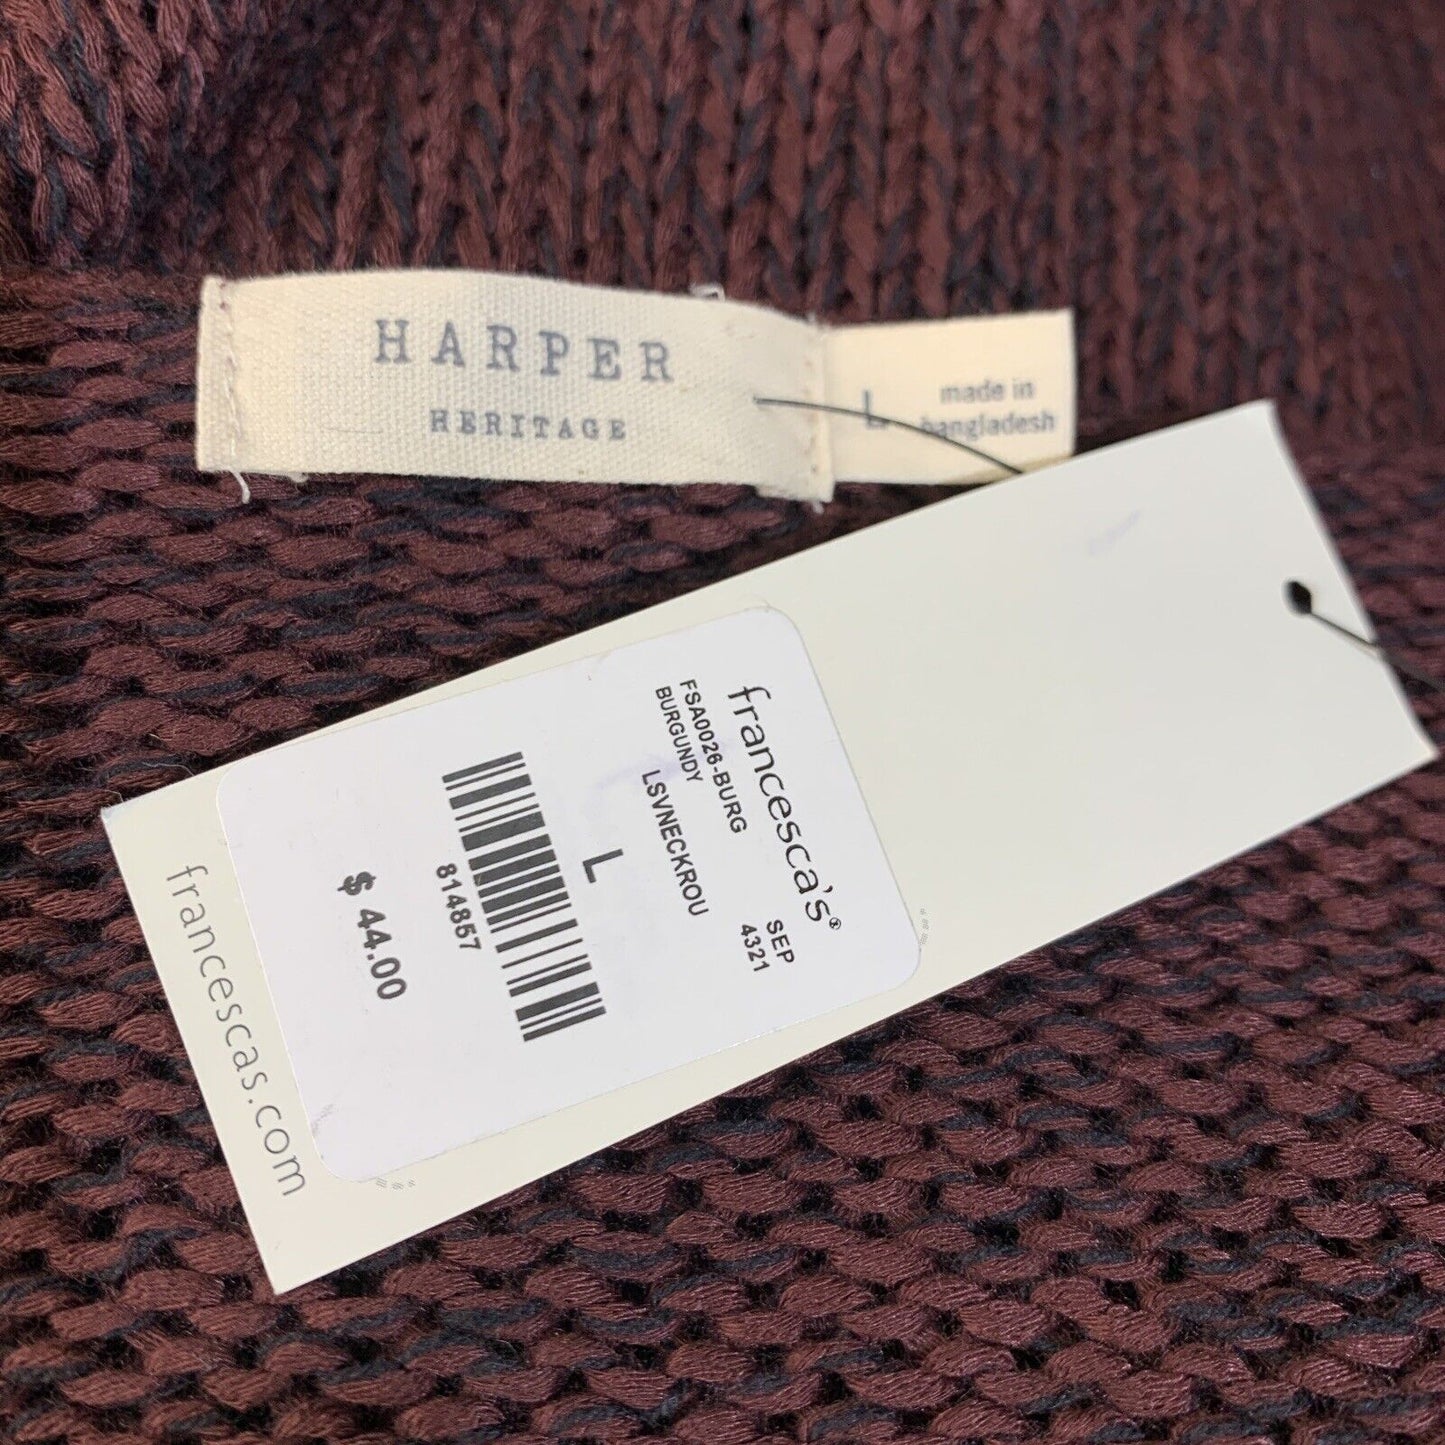 HARPER
HERITAGE
L
made in
bangladesh
francesca's®
FSA0026-BURG SEP
BURGUNDY 4321
LSVNECKROU
L
814857
$ 44.00
francescas.com